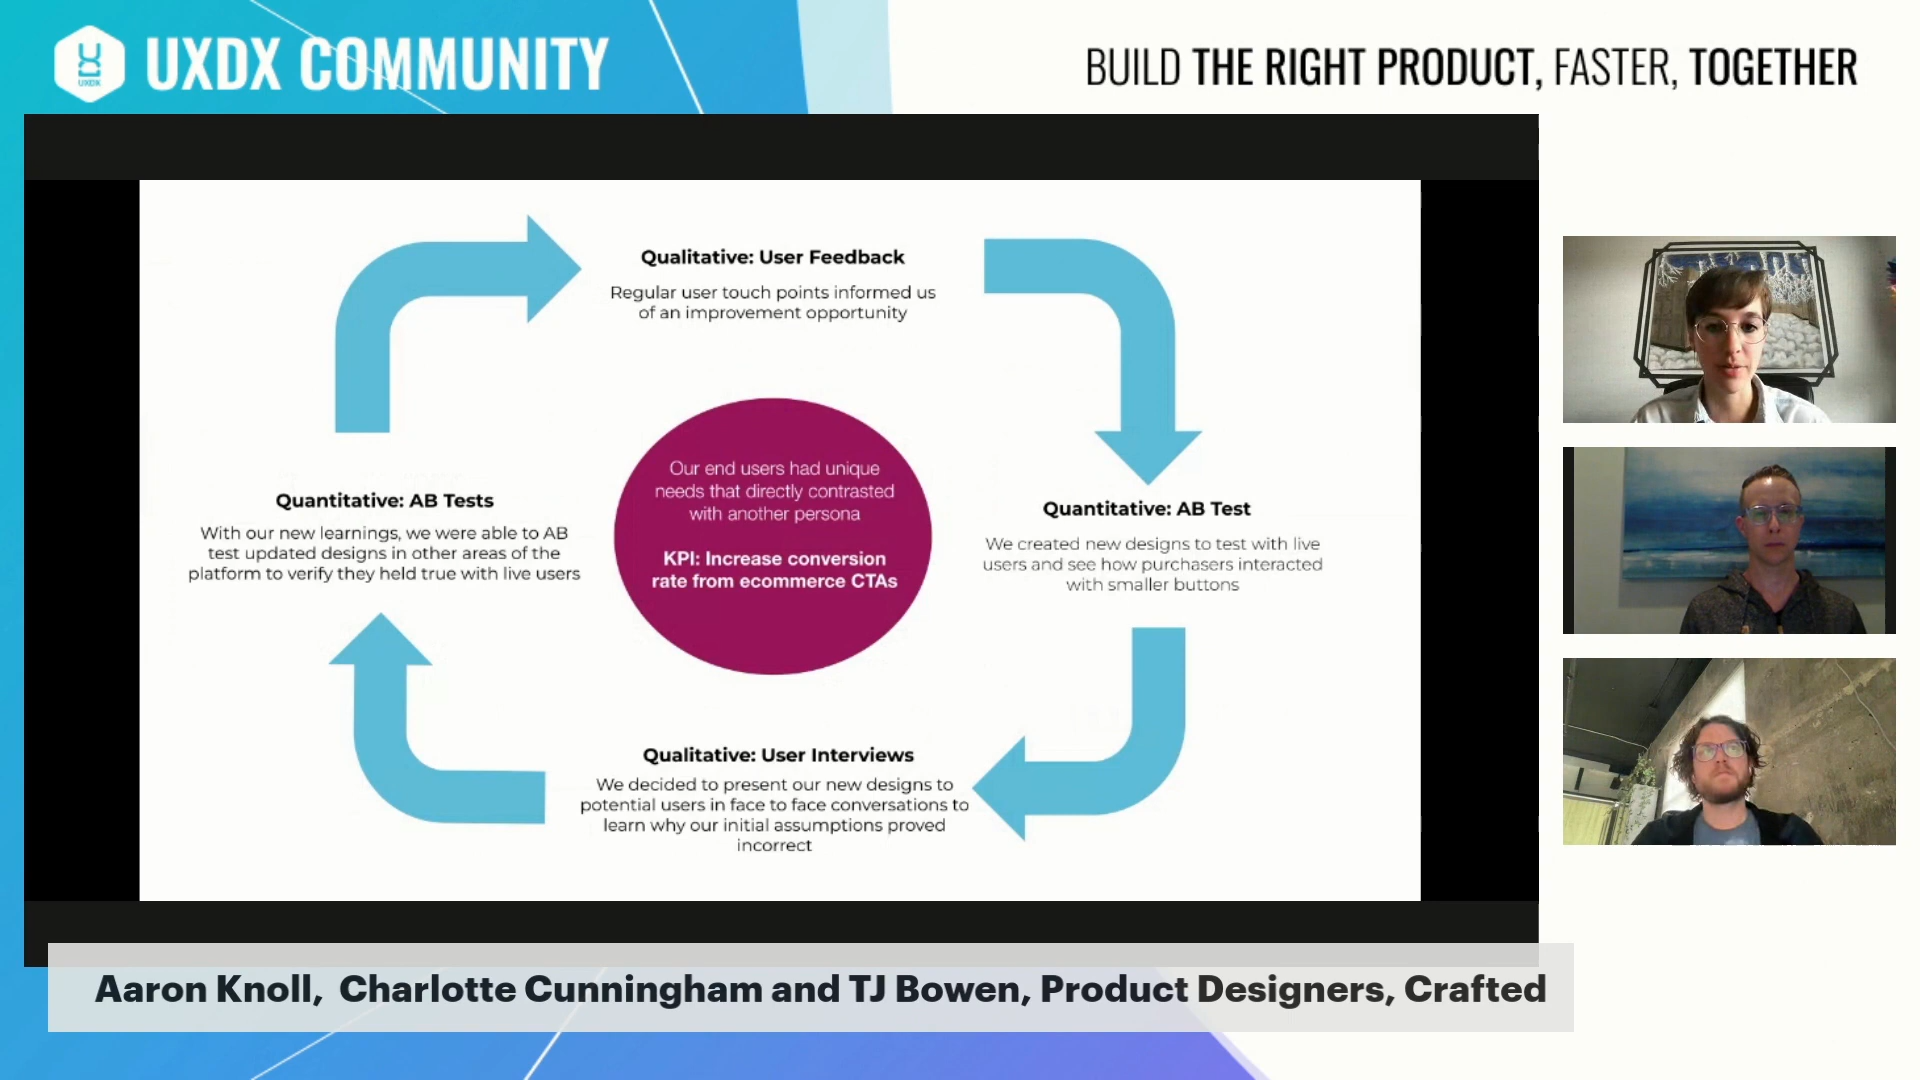 UXDX
UXDX COMMUNITY
BUILD THE RIGHT PRODUCT, FASTER, TOGETHER
Qualitative: User Feedback
Regular user touch points informed us
of an improvement opportunity
Our end users had unique
needs that directly contrasted
with another persona
KPI: Increase conversion
rate from ecommerce CTAs
Quantitative: AB Tests
With our new learnings, we were able to AB
test updated designs in other areas of the
platform to verify they held true with live users
Quantitative: AB Test
We created new designs to test with live
users and see how purchasers interacted
with smaller buttons
Qualitative: User Interviews
We decided to present our new designs to
potential users in face to face conversations to
learn why our initial assumptions proved
incorrect
Aaron Knoll, Charlotte Cunningham and TJ Bowen, Product Designers, Crafted